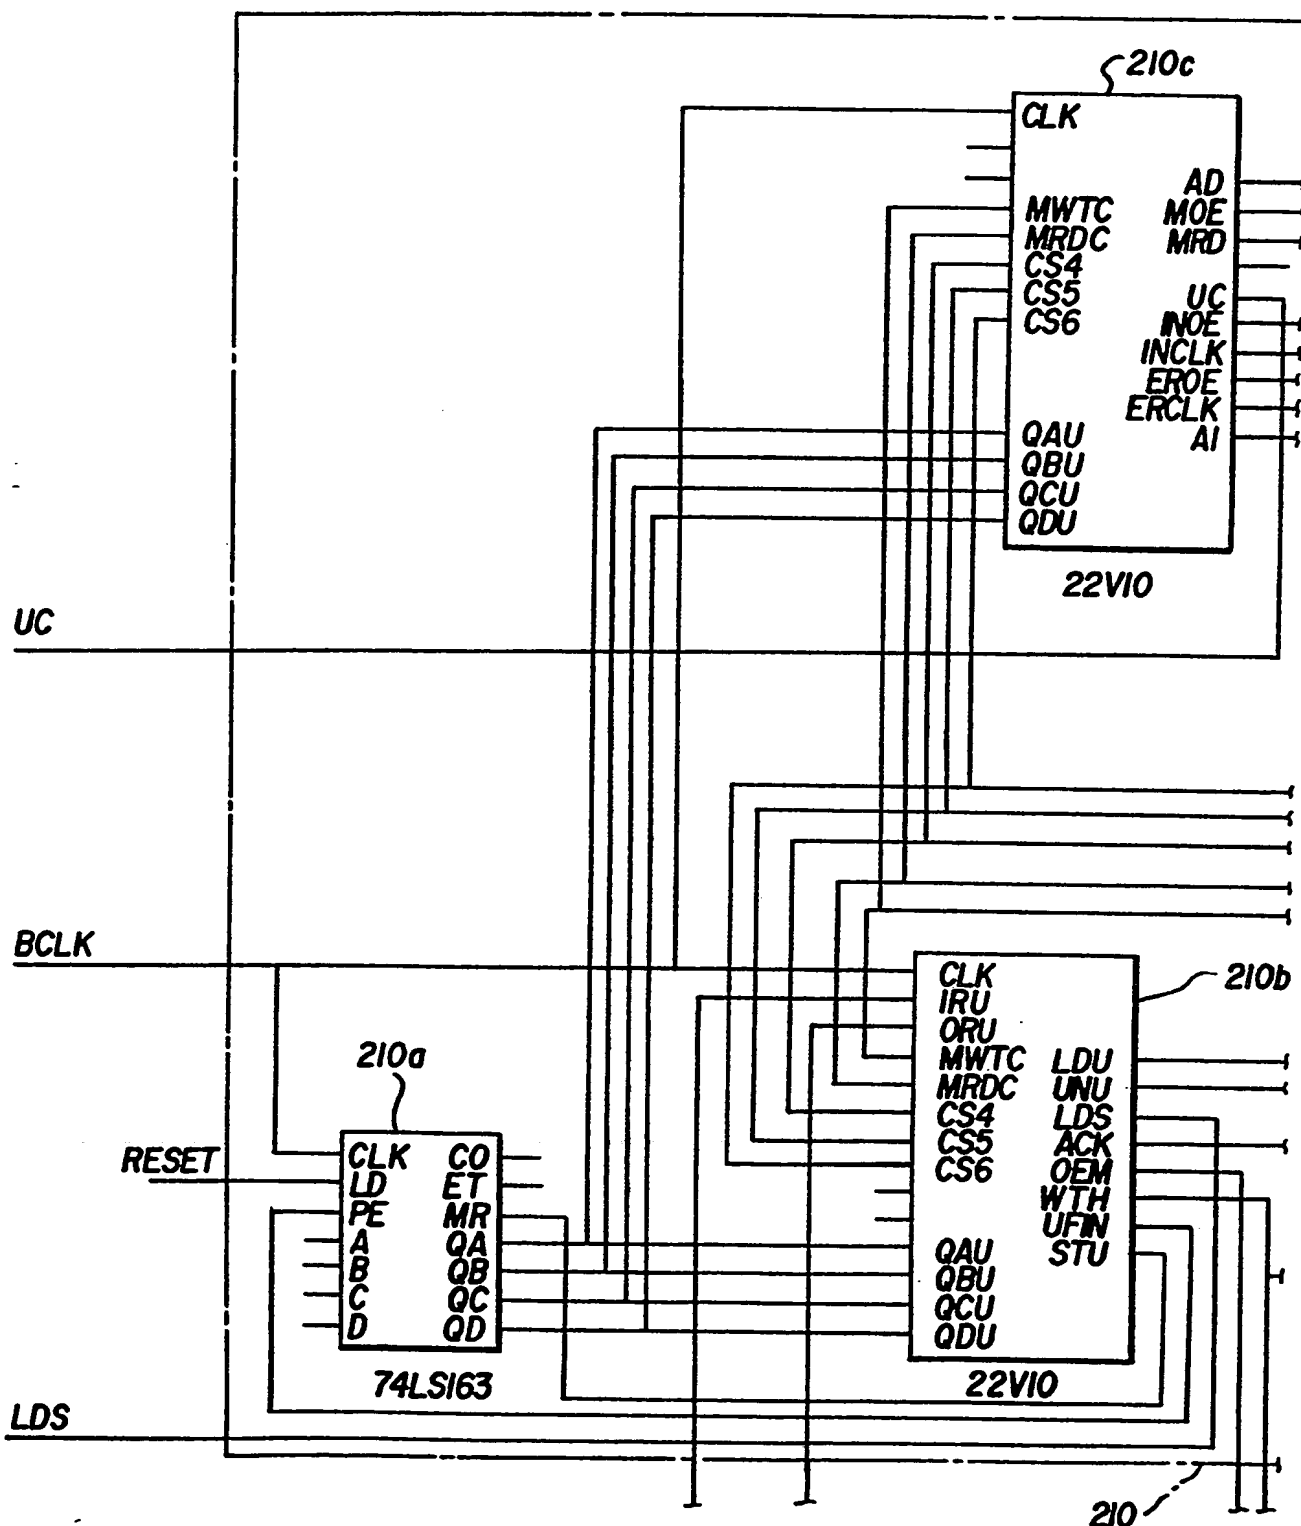 210c
CLK
MWTC
MRDC
CS4
CS5
CS6
QAU
QBU
QCU
QDU
AD
MOE
MRD
UC
INOE
INCLK
EROE
ERCLK
AI
22V10
UC
BCLK
210b
CLK
IRU
ORU
MWTC
MRDC
CS4
CS5
CS6
QAU
QBU
QCU
QDU
LDU
UNU
LDS
ACK
OEM
WTH
UFIN
STU
22V10
210a
RESET
CLK
LD
PE
A
B
C
D
CO
ET
MR
QA
QB
QC
QD
74LS163
LDS
210